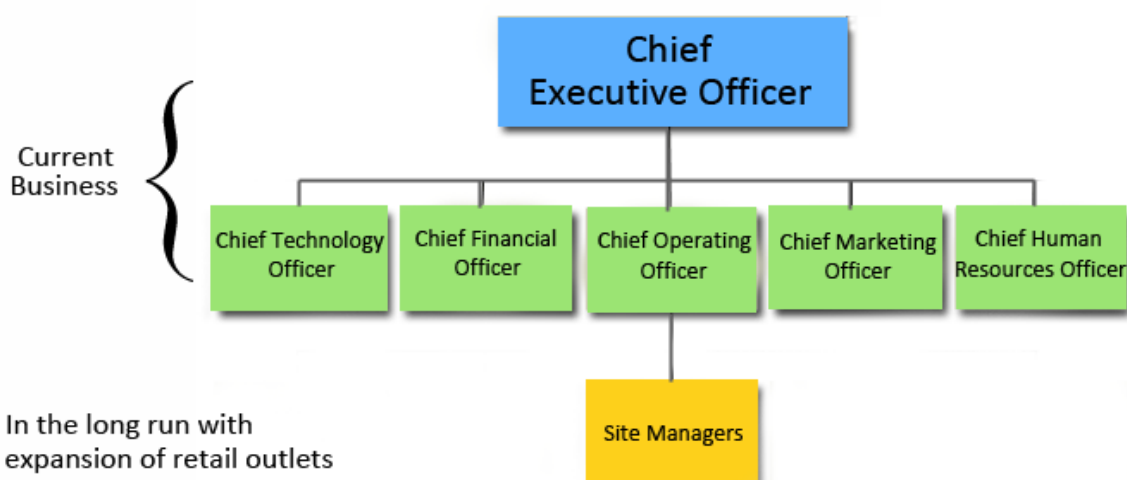 Chief
Executive Officer
Current
Business
Chief Technology
Officer
Chief Financial
Officer
Chief Operating
Officer
Chief Marketing
Officer
Chief Human
Resources Officer
In the long run with
expansion of retail outlets
Site Managers